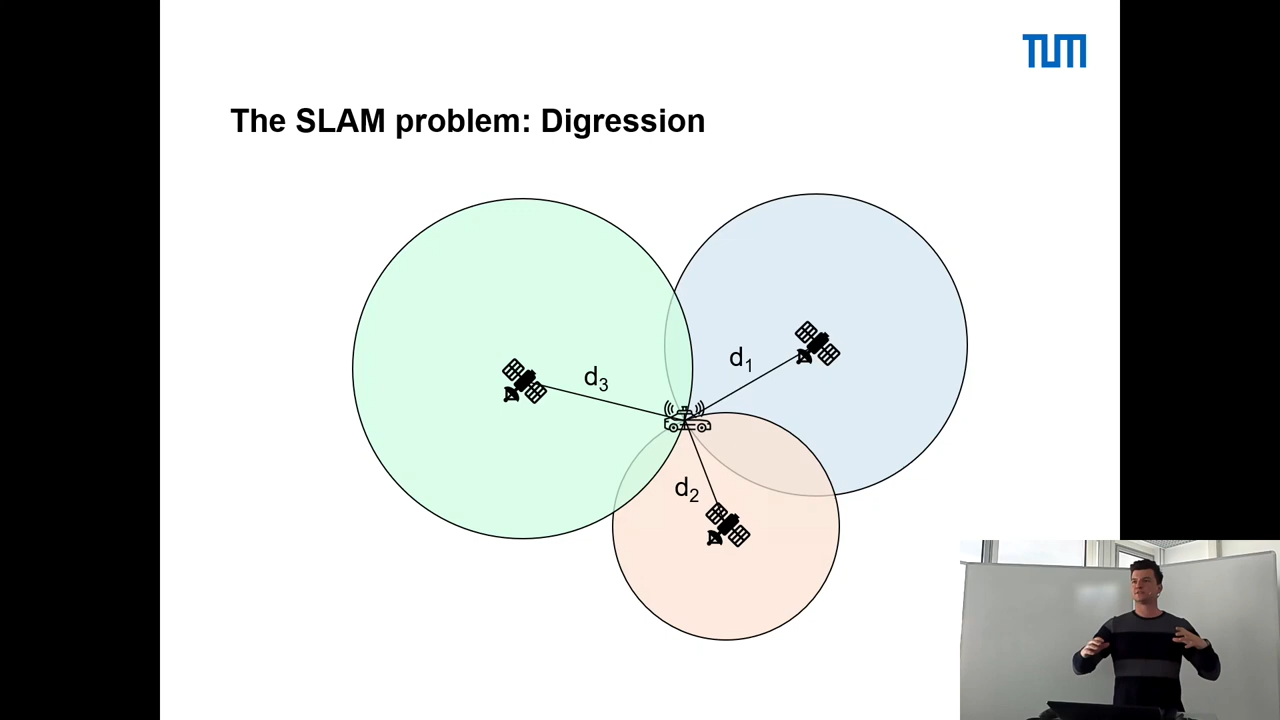 TUM
The SLAM problem: Digression
d₁
d₃
d₂